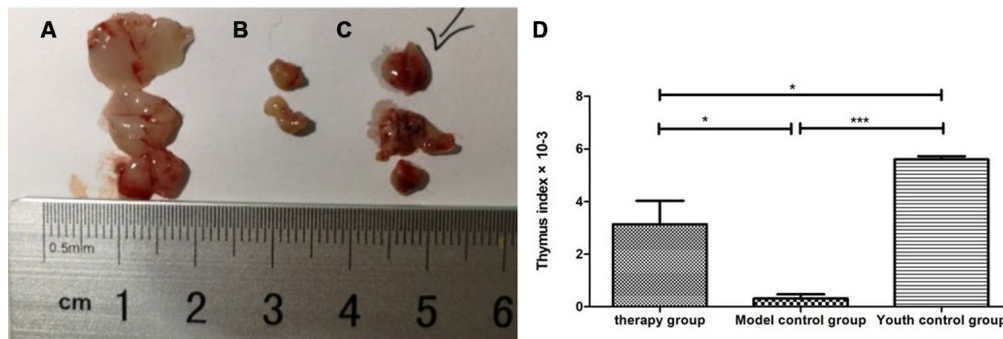 A B C D
0.5mm
cm 1 2 3 4 5 6
Thymus index × 10-3
8
6
4
2
0
* * ***
therapy group Model control group Youth control group